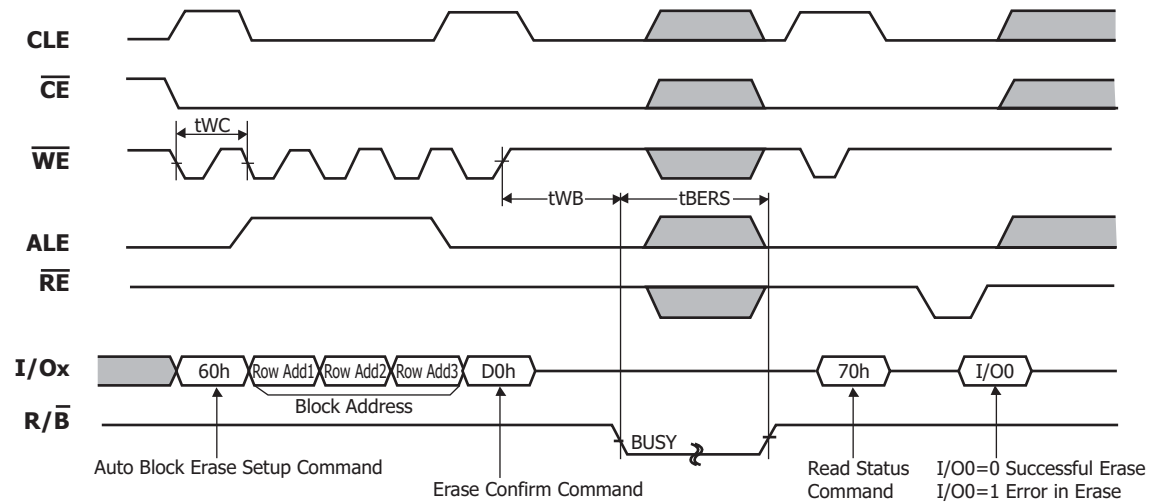 CLE
CE
tWC
WE
tWB
tBERS
ALE
RE
I/Ox
60h
Row Add1
Row Add2
Row Add3
D0h
70h
I/O0
Block Address
R/B
BUSY
Auto Block Erase Setup Command
Erase Confirm Command
Read Status
Command
I/O0=0 Successful Erase
I/O0=1 Error in Erase